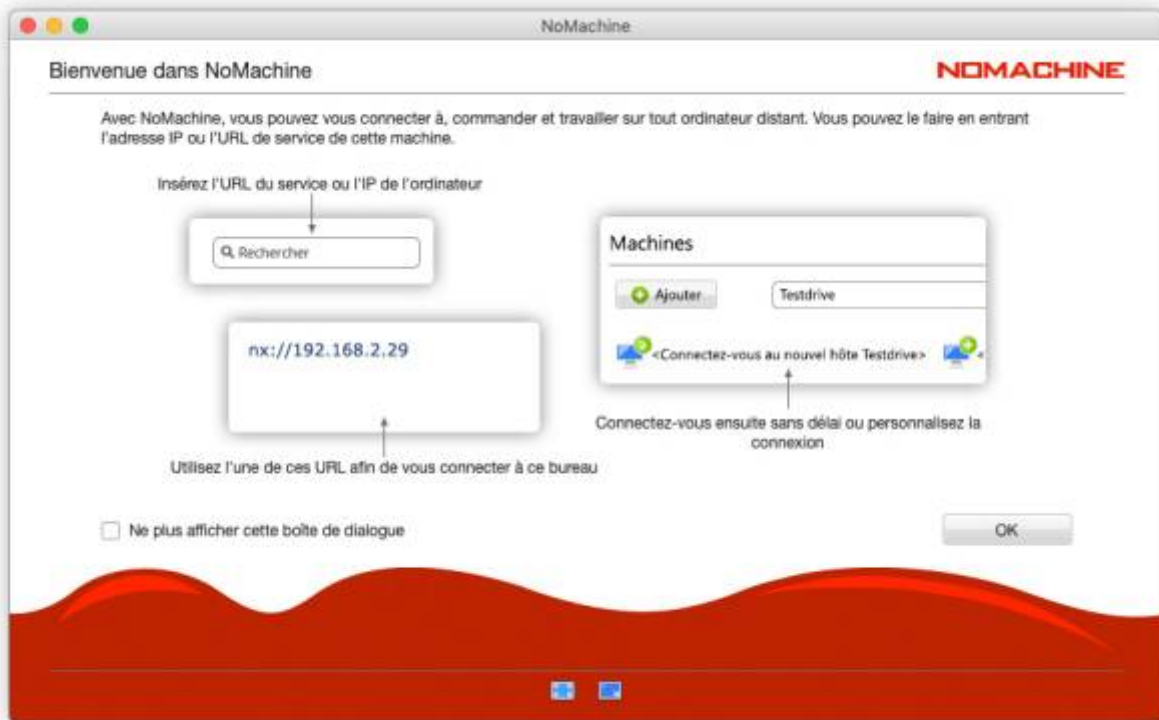 NoMachine
Bienvenue dans NoMachine
NOMACHINE
Avec NoMachine, vous pouvez vous connecter à, commander et travailler sur tout ordinateur distant. Vous pouvez le faire en entrant
l'adresse IP ou l'URL de service de cette machine.
Insérez l'URL du service ou l'IP de l'ordinateur
Rechercher
nx://192.168.2.29
Utilisez l'une de ces URL afin de vous connecter à ce bureau
Machines
Ajouter
Testdrive
<Connectez-vous au nouvel hôte Testdrive>
<
Connectez-vous ensuite sans délai ou personnalisez la
connexion
Ne plus afficher cette boîte de dialogue
OK